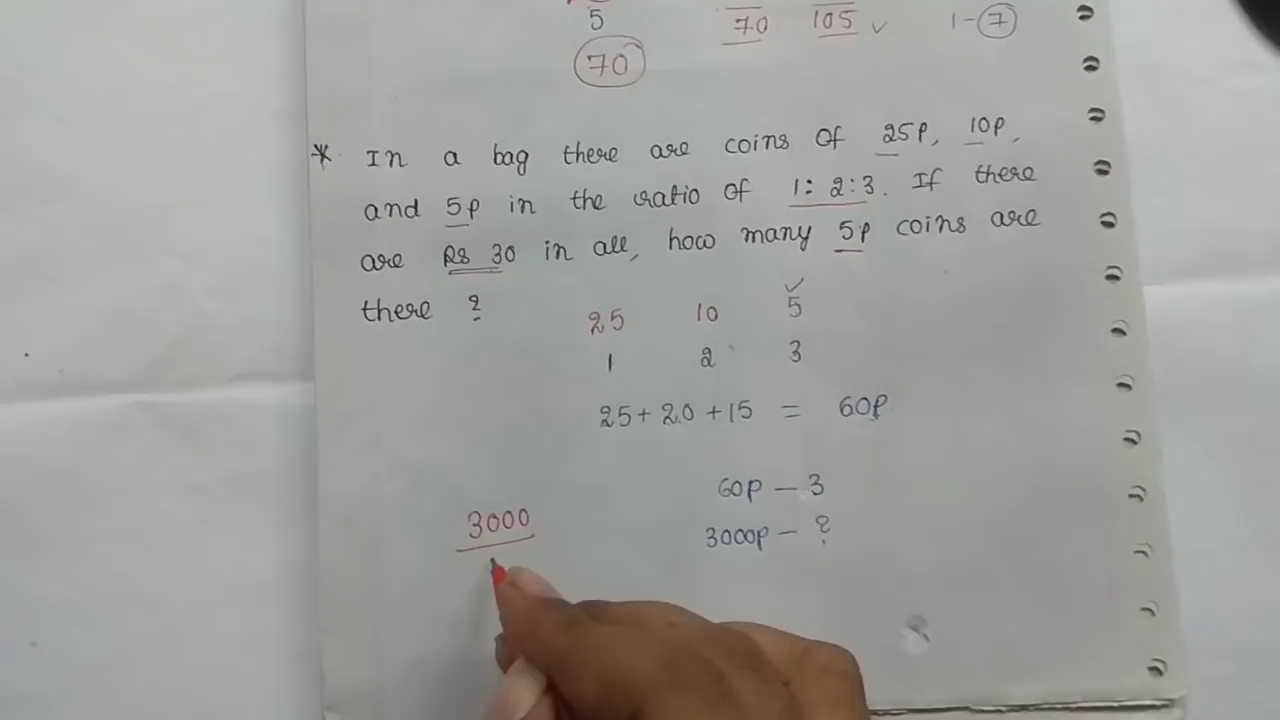 5 70 105 ✓ 1-7
70
* In a bag there are coins of 25P, 10P,
and 5P in the ratio of 1:2:3. If there
are Rs 30 in all, how many 5P coins are
there ?
25 10 5
1 2 3
25+20+15 = 60P
60P — 3
3000 3000P — ?